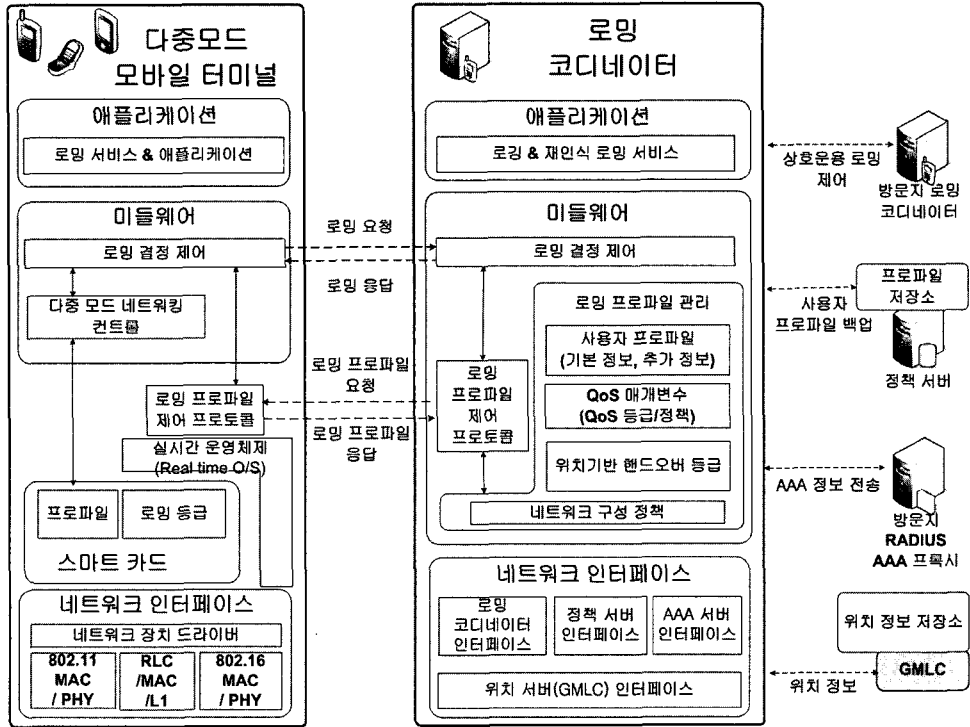 다중모드
모바일 터미널
애플리케이션
로밍 서비스 & 애플리케이션
미들웨어
로밍 결정 제어
다중 모드 네트워킹
컨트롤
로밍 프로파일
제어 프로토콜
실시간 운영체제
(Real time O/S)
프로파일
로밍 등급
스마트 카드
네트워크 인터페이스
네트워크 장치 드라이버
802.11
MAC
/ PHY
RLC
/MAC
/L1
802.16
MAC
/ PHY
로밍 요청
로밍 응답
로밍 프로파일
요청
로밍 프로파일
응답
로밍
코디네이터
애플리케이션
로깅 & 재인식 로밍 서비스
미들웨어
로밍 결정 제어
로밍 프로파일 관리
사용자 프로파일
(기본 정보, 추가 정보)
로밍
프로파일
제어
프로토콜
QoS 매개변수
(QoS 등급/정책)
위치기반 핸드오버 등급
네트워크 구성 정책
네트워크 인터페이스
로밍
코디네이터
인터페이스
정책 서버
인터페이스
AAA 서버
인터페이스
위치 서버(GMLC) 인터페이스
상호운용 로밍
제어
방문지 로밍
코디네이터
사용자
프로파일 백업
프로파일
저장소
정책 서버
AAA 정보 전송
방문지
RADIUS
AAA 프록시
위치 정보 저장소
GMLC
위치 정보